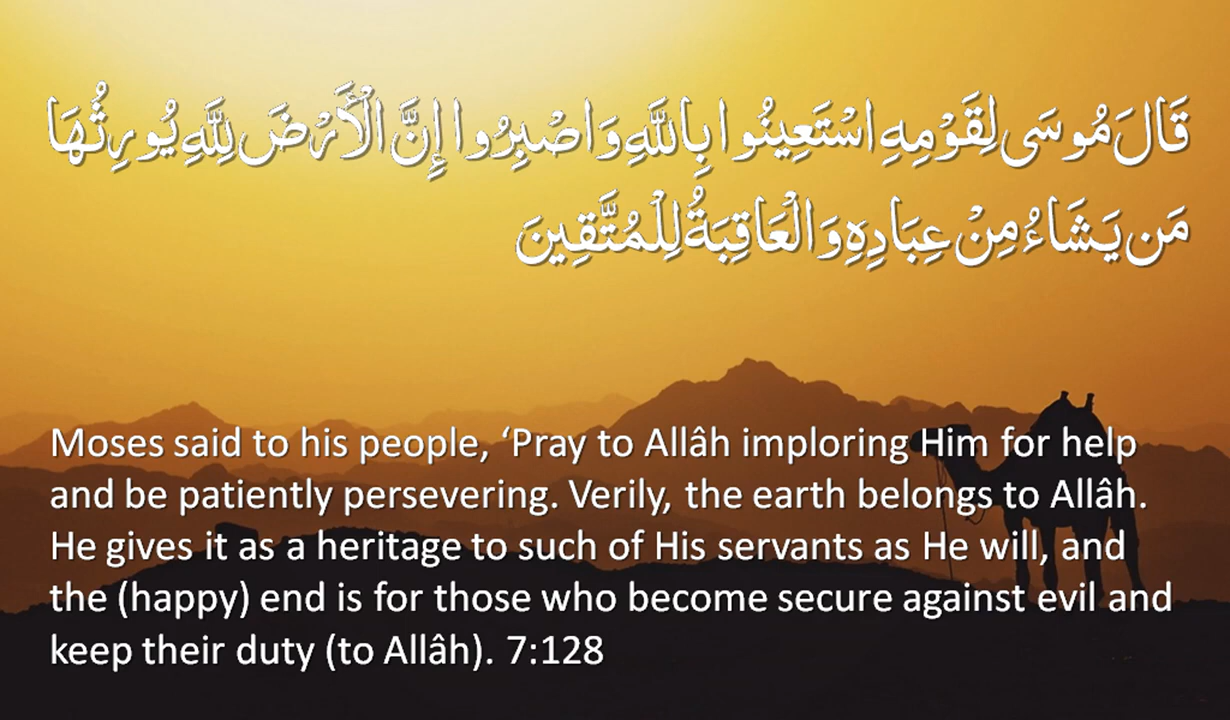 قَالَ مُوسَى لِقَوْمِهِ اسْتَعِينُوا بِاللَّهِ وَاصْبِرُوا إِنَّ الْأَرْضَ لِلَّهِ يُورِثُهَا
مَن يَشَاءُ مِنْ عِبَادِهِ وَالْعَاقِبَةُ لِلْمُتَّقِينَ
Moses said to his people, ‘Pray to Allâh imploring Him for help
and be patiently persevering. Verily, the earth belongs to Allâh.
He gives it as a heritage to such of His servants as He will, and
the (happy) end is for those who become secure against evil and
keep their duty (to Allâh). 7:128